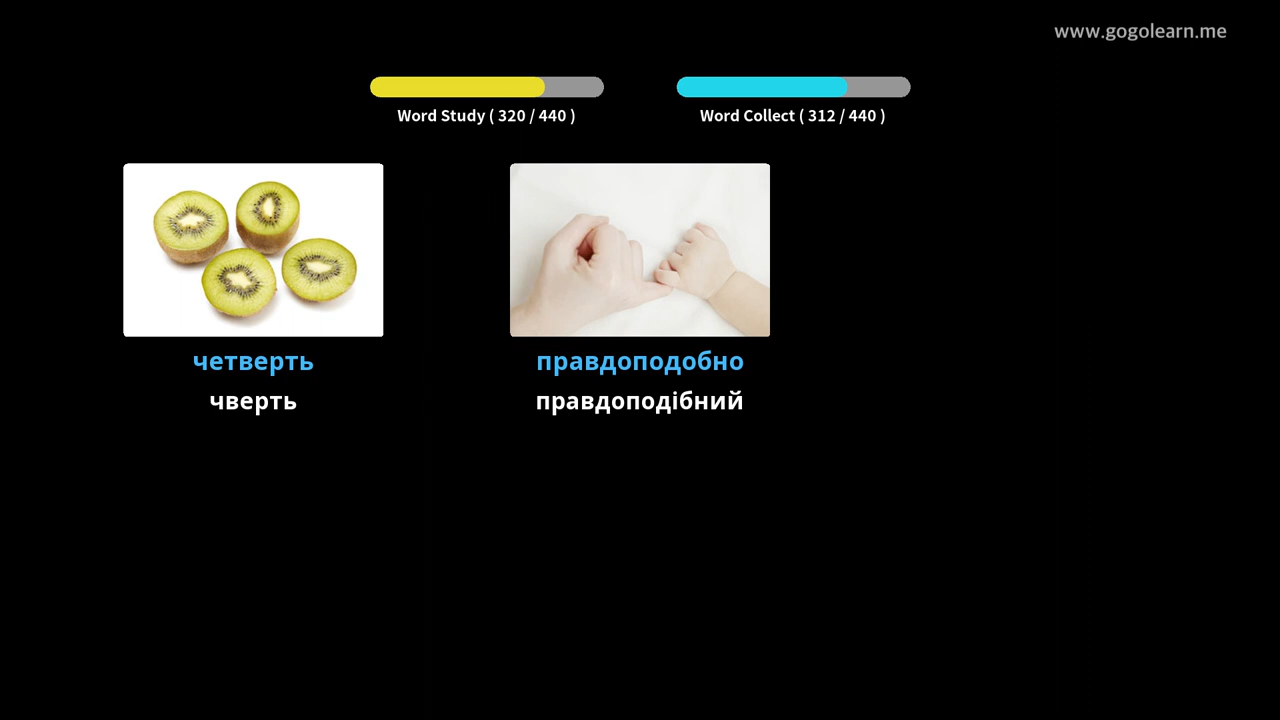 www.gogolearn.me
Word Study ( 320 / 440 )
Word Collect ( 312 / 440 )
четверть
чверть
правдоподобно
правдоподібний